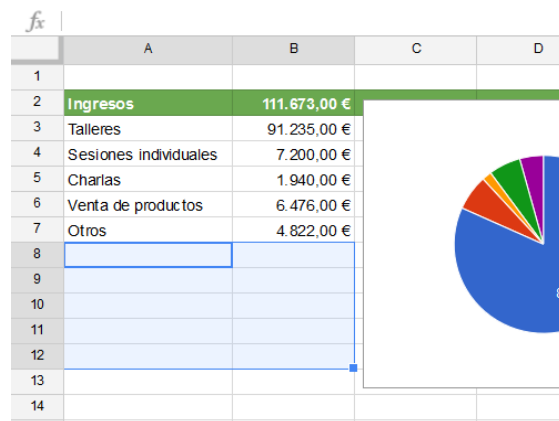 fx
A B C D
1
2 Ingresos 111.673,00 €
3 Talleres 91.235,00 €
4 Sesiones individuales 7.200,00 €
5 Charlas 1.940,00 €
6 Venta de productos 6.476,00 €
7 Otros 4.822,00 €
8
9
10
11
12
13
14